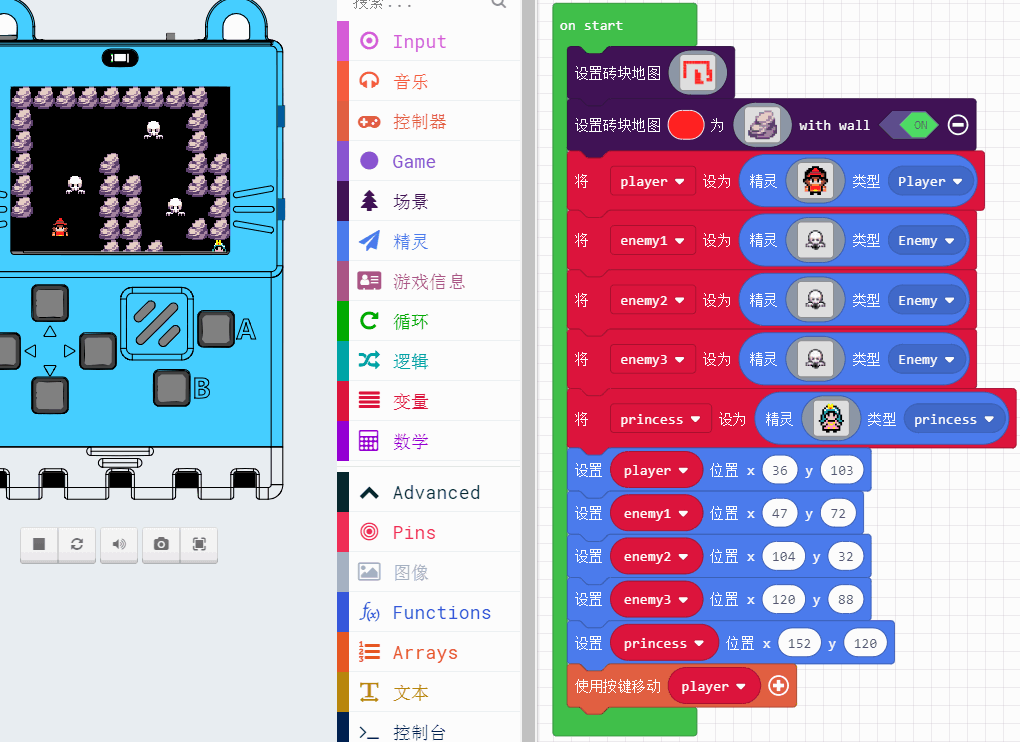 A
B
搜索...
Input
音乐
控制器
Game
场景
精灵
游戏信息
循环
逻辑
变量
数学
Advanced
Pins
图像
Functions
Arrays
文本
控制台
on start
设置砖块地图
设置砖块地图 为 with wall ON
将 player 设为 精灵 类型 Player
将 enemy1 设为 精灵 类型 Enemy
将 enemy2 设为 精灵 类型 Enemy
将 enemy3 设为 精灵 类型 Enemy
将 princess 设为 精灵 类型 princess
设置 player 位置 x 36 y 103
设置 enemy1 位置 x 47 y 72
设置 enemy2 位置 x 104 y 32
设置 enemy3 位置 x 120 y 88
设置 princess 位置 x 152 y 120
使用按键移动 player